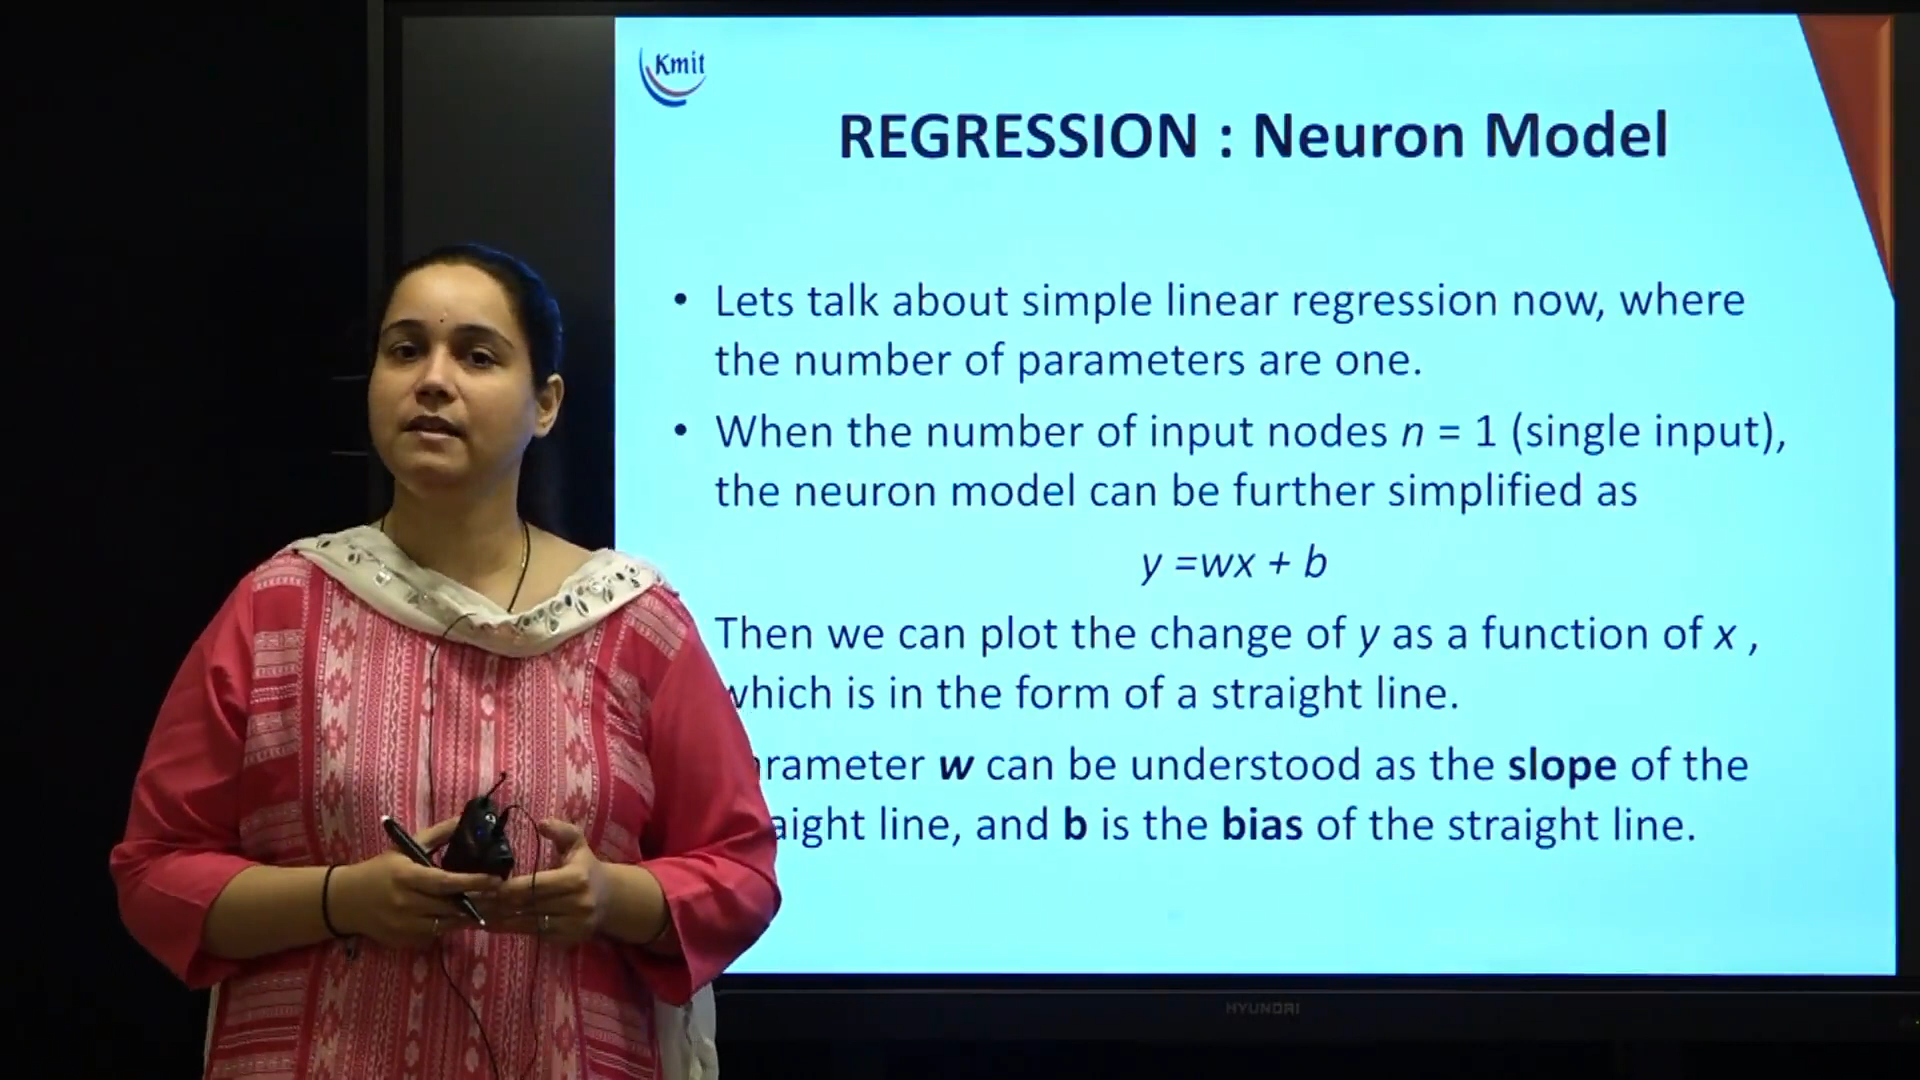 Kmit
REGRESSION : Neuron Model
• Lets talk about simple linear regression now, where
the number of parameters are one.
• When the number of input nodes n = 1 (single input),
the neuron model can be further simplified as
y =wx + b
Then we can plot the change of y as a function of x ,
which is in the form of a straight line.
w can be understood as the slope of the
line, and b is the bias of the straight line.
HYUNDAI